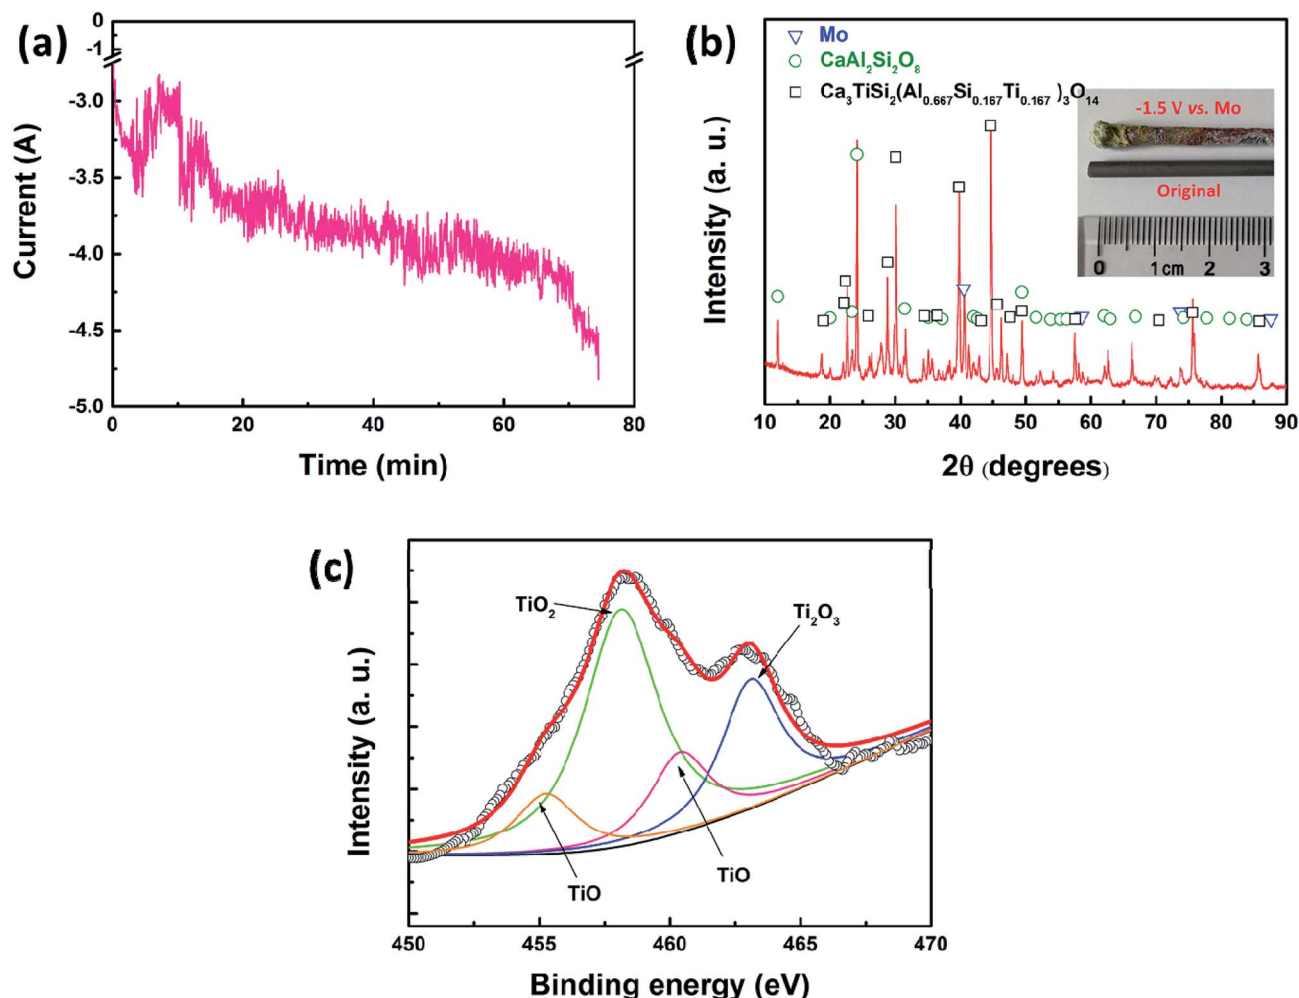 (a)
0
-1
-3.0
-3.5
-4.0
-4.5
-5.0
Current (A)
0 20 40 60 80
Time (min)
(b)
Mo
CaAl₂Si₂O₈
Ca₃TiSi₂(Al₀.₆₆₇Si₀.₁₆₇Ti₀.₁₆₇)₃O₁₄
-1.5 V vs. Mo
Original
0 1 cm 2 3
Intensity (a. u.)
10 20 30 40 50 60 70 80 90
2θ (degrees)
(c)
TiO₂
Ti₂O₃
TiO
TiO
Intensity (a. u.)
450 455 460 465 470
Binding energy (eV)